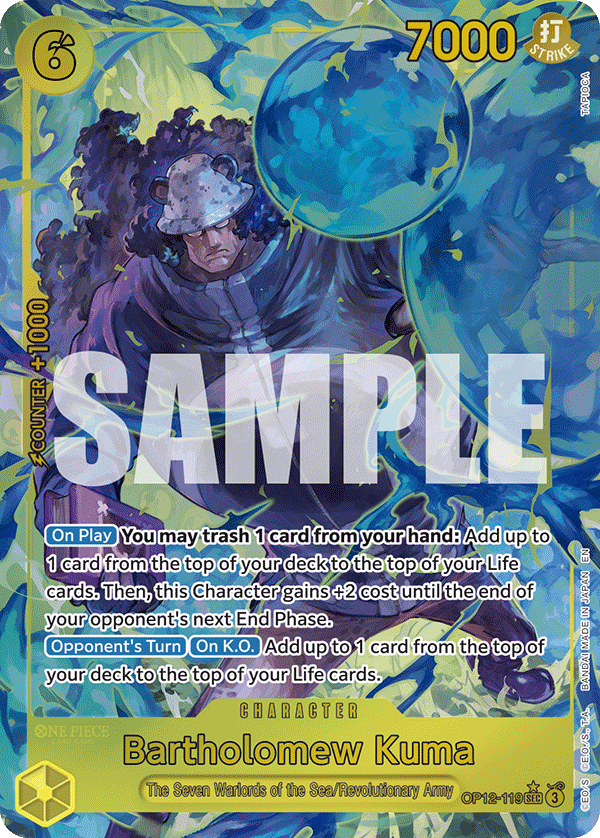 6
7000
打
STRIKE
TAPIOCA
COUNTER +1000
SAMPLE
On Play You may trash 1 card from your hand: Add up to
1 card from the top of your deck to the top of your Life
cards. Then, this Character gains +2 cost until the end of
your opponent's next End Phase.
Opponent's Turn On K.O. Add up to 1 card from the top of
your deck to the top of your Life cards.
CHARACTER
ONE PIECE
CARD GAME
Bartholomew Kuma
The Seven Warlords of the Sea/Revolutionary Army
OP12-119 SEC 3
©E.O/S ©E.O./S., T.A. BANDAI MADE IN JAPAN EN